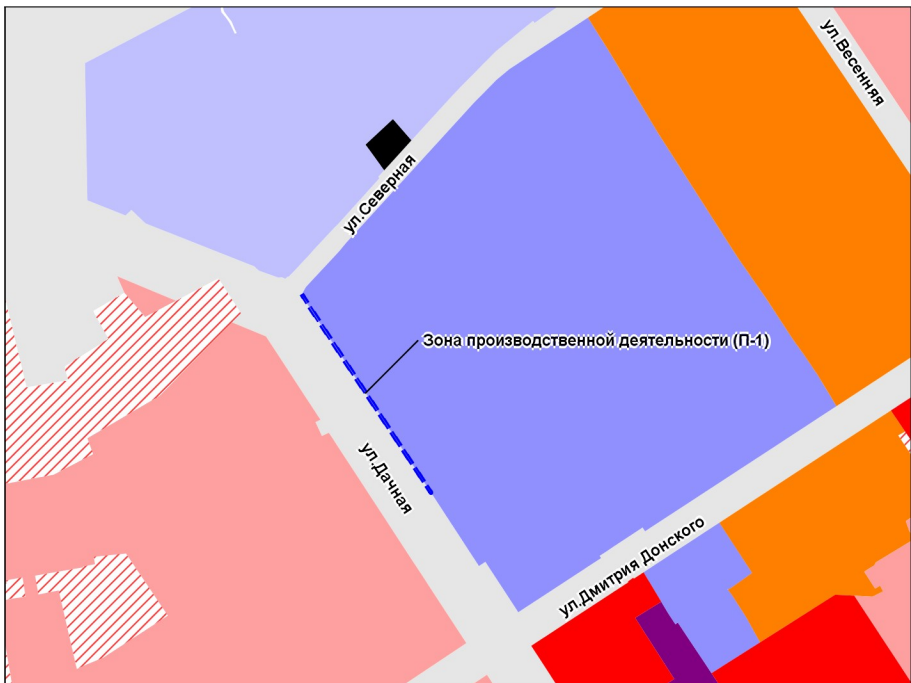 ул.Весенняя
ул.Северная
Зона производственной деятельности (П-1)
ул.Дачная
ул.Дмитрия Донского